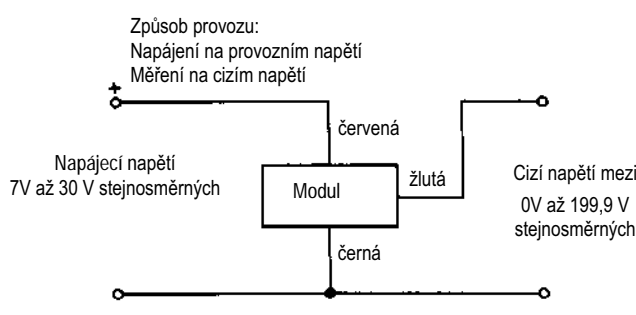 Způsob provozu:
Napájení na provozním napětí
Měření na cizím napětí
+
červená
Napájecí napětí
7V až 30 V stejnosměrných
Modul
žlutá
Cizí napětí mezi
0V až 199,9 V
stejnosměrných
černá